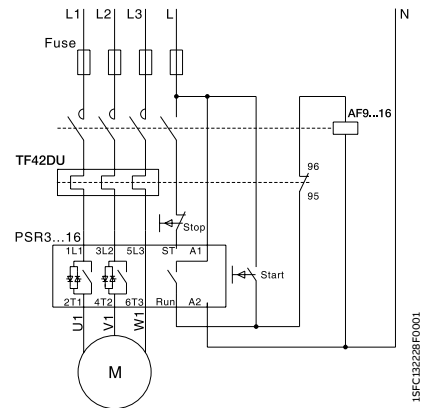 L1 L2 L3 L N
Fuse
AF9...16
TF42DU
96
95
Stop
PSR3...16
1L1 3L2 5L3 ST A1
Start
2T1 4T2 6T3 Run A2
U1 V1 W1
M
1SFC132228F0001